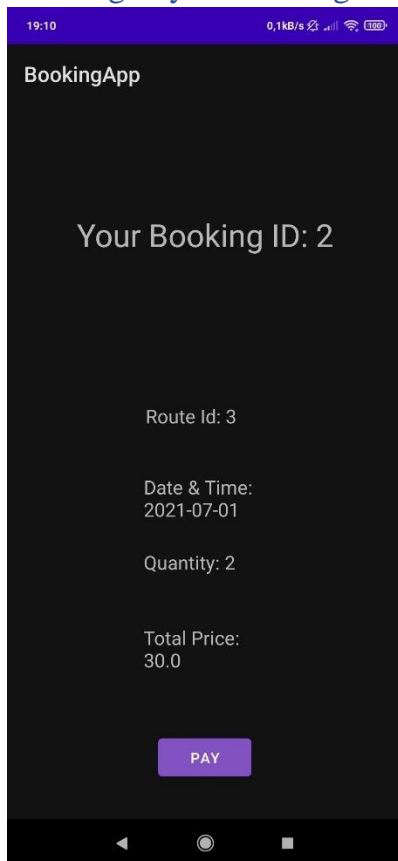 19:10 0,1kB/s 100
BookingApp
Your Booking ID: 2
Route Id: 3
Date & Time:
2021-07-01
Quantity: 2
Total Price:
30.0
PAY